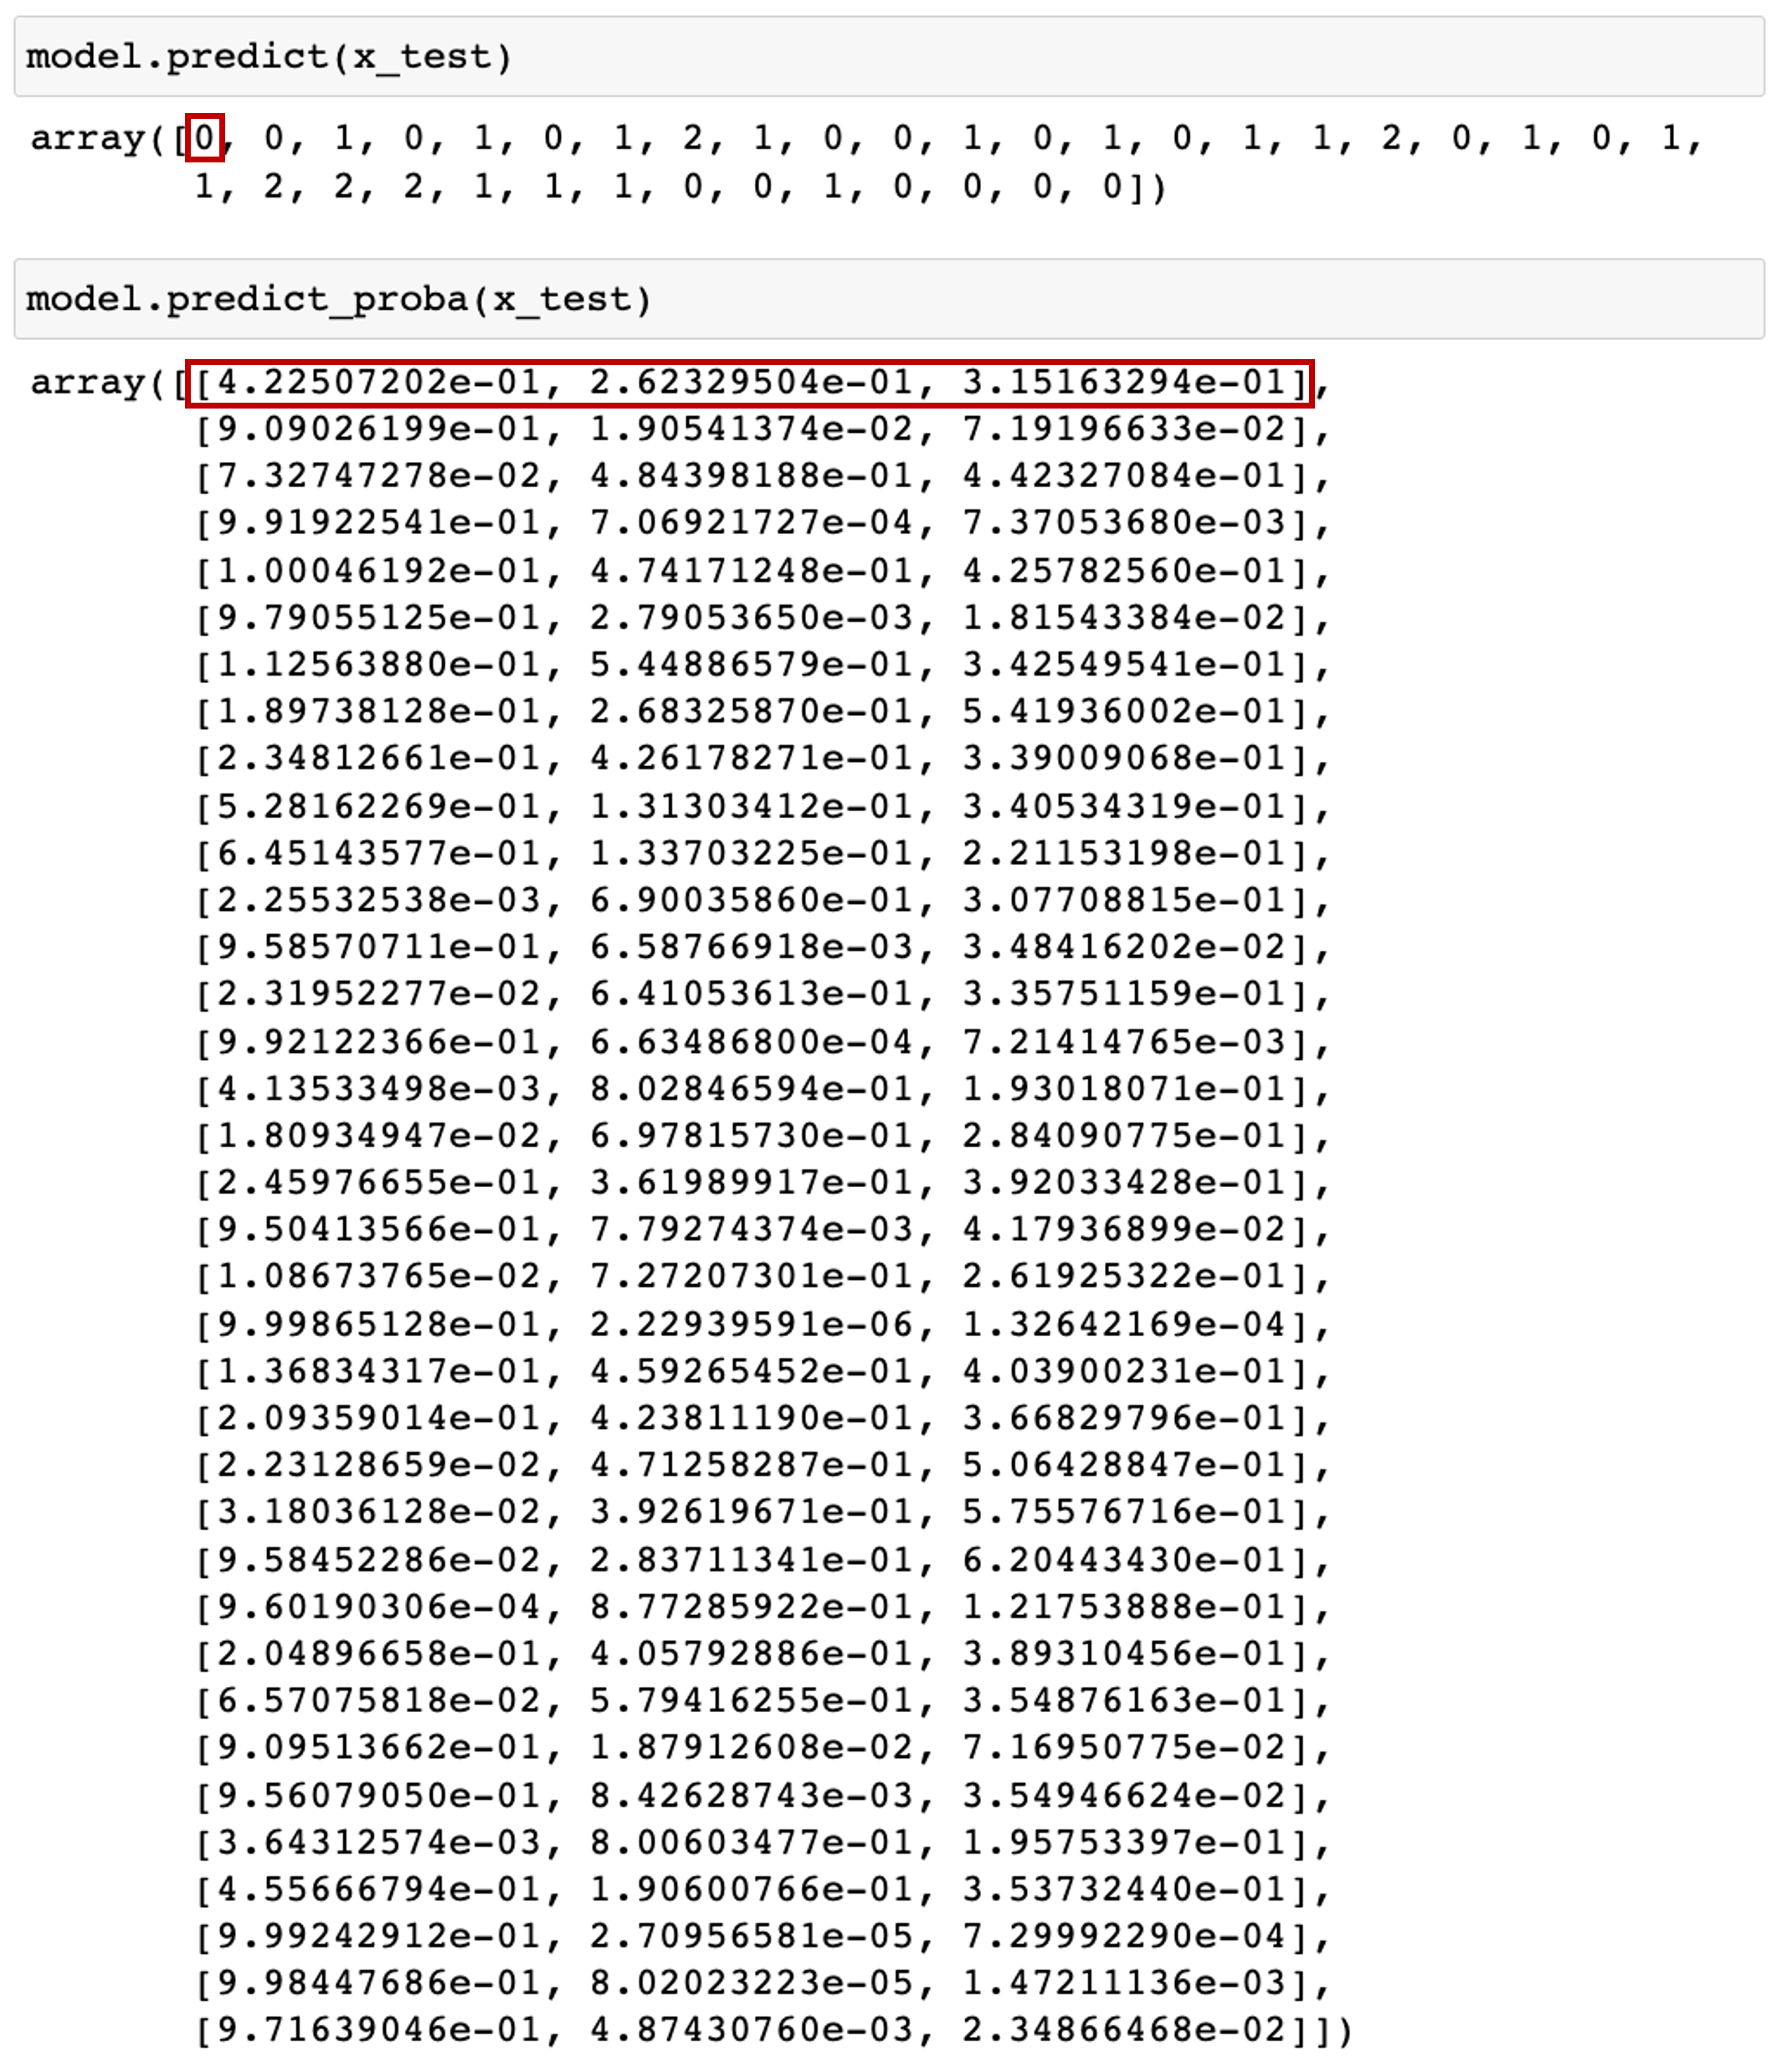 model.predict(x_test)
array([0, 0, 1, 0, 1, 0, 1, 2, 1, 0, 0, 1, 0, 1, 0, 1, 1, 2, 0, 1, 0, 1,
1, 2, 2, 2, 1, 1, 1, 0, 0, 1, 0, 0, 0, 0])
model.predict_proba(x_test)
array([[4.22507202e-01, 2.62329504e-01, 3.15163294e-01],
[9.09026199e-01, 1.90541374e-02, 7.19196633e-02],
[7.32747278e-02, 4.84398188e-01, 4.42327084e-01],
[9.91922541e-01, 7.06921727e-04, 7.37053680e-03],
[1.00046192e-01, 4.74171248e-01, 4.25782560e-01],
[9.79055125e-01, 2.79053650e-03, 1.81543384e-02],
[1.12563880e-01, 5.44886579e-01, 3.42549541e-01],
[1.89738128e-01, 2.68325870e-01, 5.41936002e-01],
[2.34812661e-01, 4.26178271e-01, 3.39009068e-01],
[5.28162269e-01, 1.31303412e-01, 3.40534319e-01],
[6.45143577e-01, 1.33703225e-01, 2.21153198e-01],
[2.25532538e-03, 6.90035860e-01, 3.07708815e-01],
[9.58570711e-01, 6.58766918e-03, 3.48416202e-02],
[2.31952277e-02, 6.41053613e-01, 3.35751159e-01],
[9.92122366e-01, 6.63486800e-04, 7.21414765e-03],
[4.13533498e-03, 8.02846594e-01, 1.93018071e-01],
[1.80934947e-02, 6.97815730e-01, 2.84090775e-01],
[2.45976655e-01, 3.61989917e-01, 3.92033428e-01],
[9.50413566e-01, 7.79274374e-03, 4.17936899e-02],
[1.08673765e-02, 7.27207301e-01, 2.61925322e-01],
[9.99865128e-01, 2.22939591e-06, 1.32642169e-04],
[1.36834317e-01, 4.59265452e-01, 4.03900231e-01],
[2.09359014e-01, 4.23811190e-01, 3.66829796e-01],
[2.23128659e-02, 4.71258287e-01, 5.06428847e-01],
[3.18036128e-02, 3.92619671e-01, 5.75576716e-01],
[9.58452286e-02, 2.83711341e-01, 6.20443430e-01],
[9.60190306e-04, 8.77285922e-01, 1.21753888e-01],
[2.04896658e-01, 4.05792886e-01, 3.89310456e-01],
[6.57075818e-02, 5.79416255e-01, 3.54876163e-01],
[9.09513662e-01, 1.87912608e-02, 7.16950775e-02],
[9.56079050e-01, 8.42628743e-03, 3.54946624e-02],
[3.64312574e-03, 8.00603477e-01, 1.95753397e-01],
[4.55666794e-01, 1.90600766e-01, 3.53732440e-01],
[9.99242912e-01, 2.70956581e-05, 7.29992290e-04],
[9.98447686e-01, 8.02023223e-05, 1.47211136e-03],
[9.71639046e-01, 4.87430760e-03, 2.34866468e-02]])